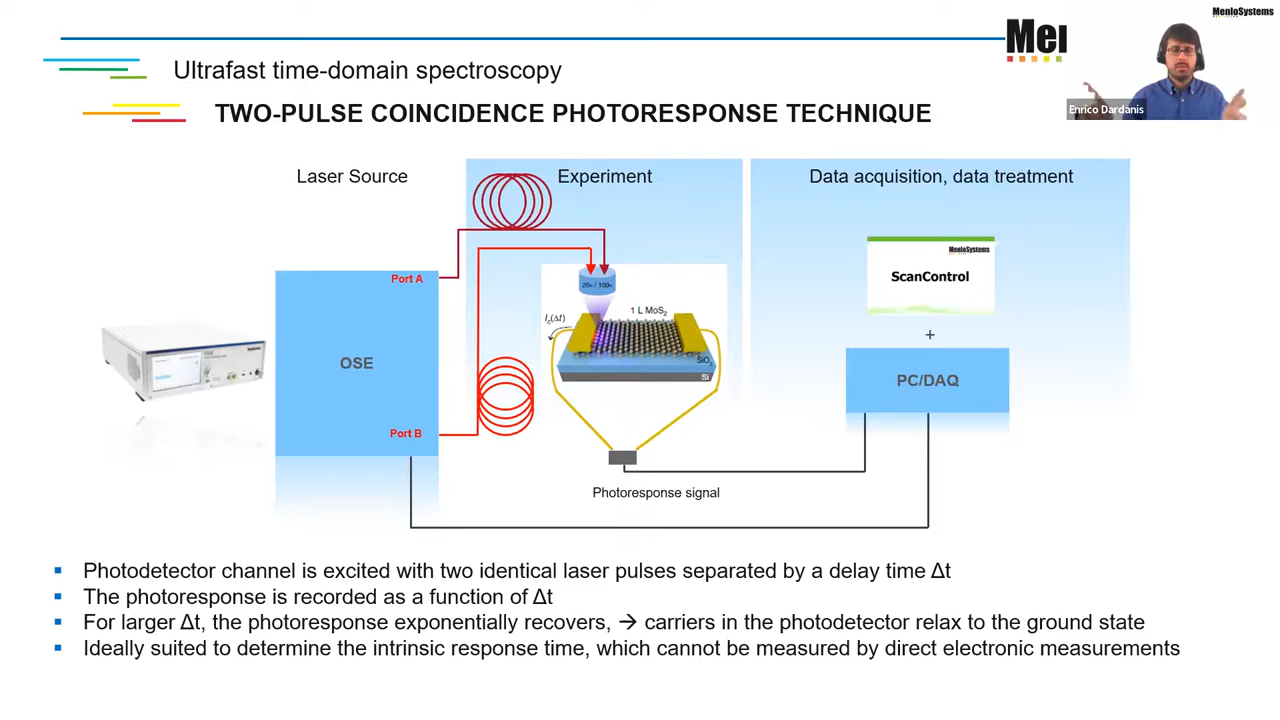 MenloSystems
Men
Enrico Dardanis
Ultrafast time-domain spectroscopy
TWO-PULSE COINCIDENCE PHOTORESPONSE TECHNIQUE
Laser Source
Experiment
Data acquisition, data treatment
Port A
OSE
Port B
20x / 100x
1 L MoS2
Ic(Δt)
SiO2
Si
Photoresponse signal
MenloSystems
ScanControl
+
PC/DAQ
▪ Photodetector channel is excited with two identical laser pulses separated by a delay time Δt
▪ The photoresponse is recorded as a function of Δt
▪ For larger Δt, the photoresponse exponentially recovers, → carriers in the photodetector relax to the ground state
▪ Ideally suited to determine the intrinsic response time, which cannot be measured by direct electronic measurements